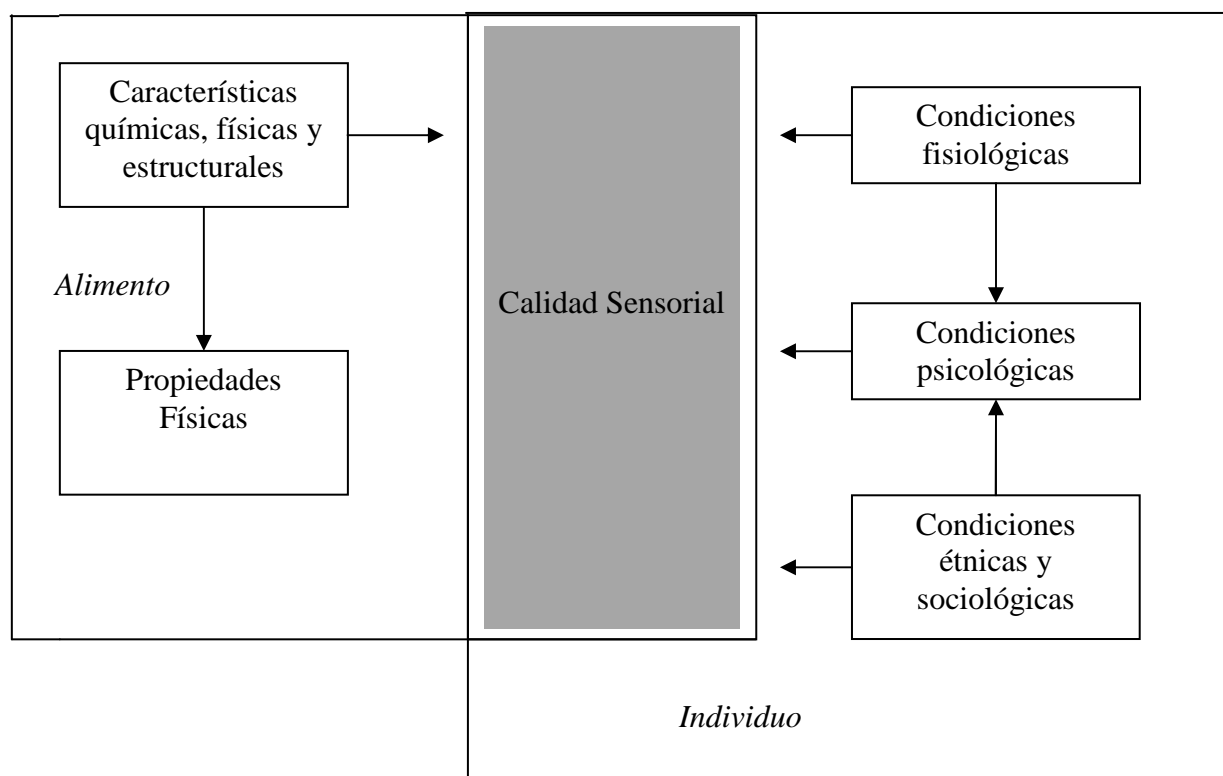 Características
químicas, físicas y
estructurales
Alimento
Propiedades
Físicas
Calidad Sensorial
Condiciones
fisiológicas
Condiciones
psicológicas
Condiciones
étnicas y
sociológicas
Individuo